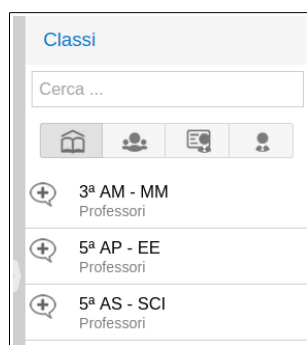 Classi
Cerca ...
3ª AM - MM
Professori
5ª AP - EE
Professori
5ª AS - SCI
Professori